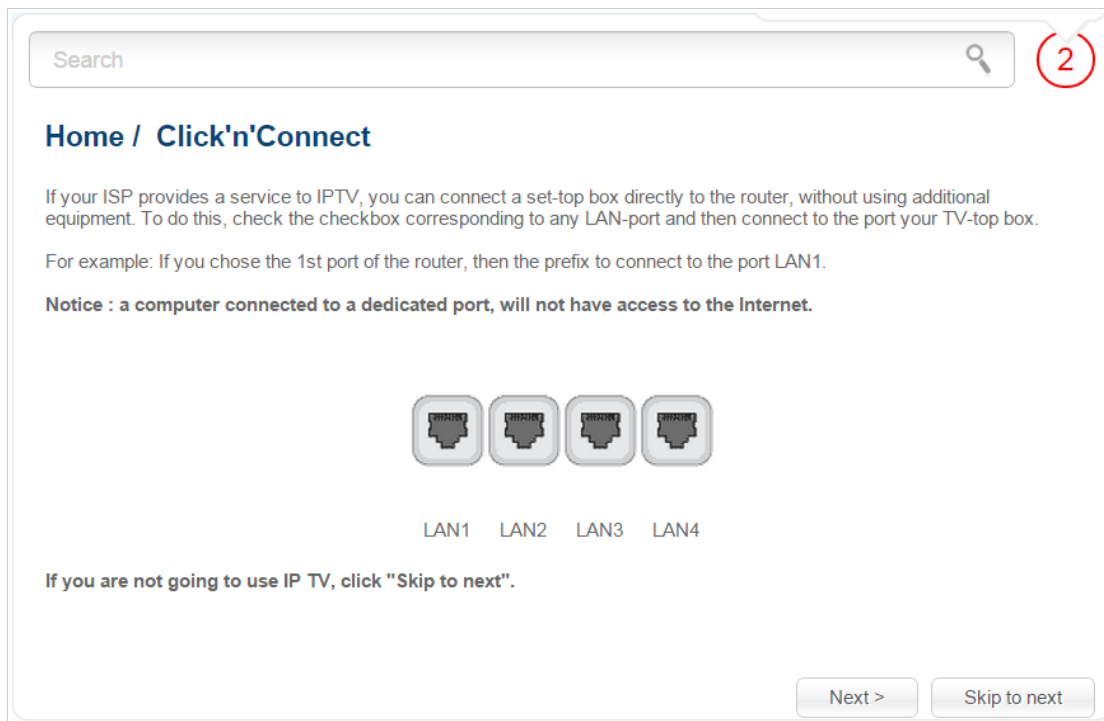 Search
2
Home / Click'n'Connect
If your ISP provides a service to IPTV, you can connect a set-top box directly to the router, without using additional
equipment. To do this, check the checkbox corresponding to any LAN-port and then connect to the port your TV-top box.
For example: If you chose the 1st port of the router, then the prefix to connect to the port LAN1.
Notice : a computer connected to a dedicated port, will not have access to the Internet.
LAN1 LAN2 LAN3 LAN4
If you are not going to use IP TV, click "Skip to next".
Next > Skip to next